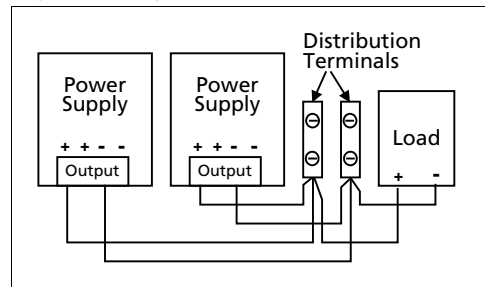 Distribution
Terminals
Power
Supply
+ + - -
Output
Power
Supply
+ + - -
Output
Load
+ -